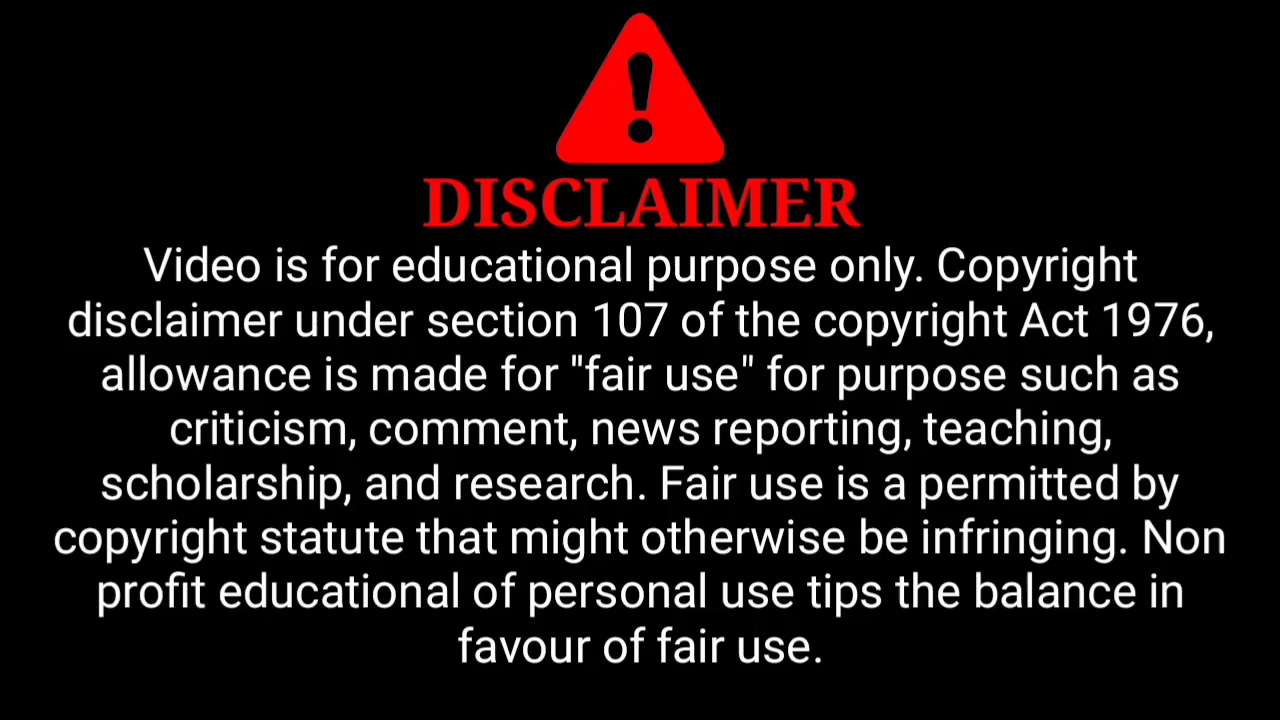 DISCLAIMER
Video is for educational purpose only. Copyright
disclaimer under section 107 of the copyright Act 1976,
allowance is made for "fair use" for purpose such as
criticism, comment, news reporting, teaching,
scholarship, and research. Fair use is a permitted by
copyright statute that might otherwise be infringing. Non
profit educational of personal use tips the balance in
favour of fair use.